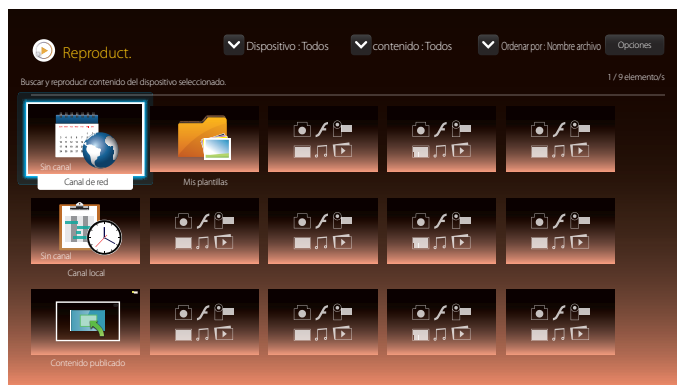 Reproduct.
Dispositivo : Todos
contenido : Todos
Ordenar por : Nombre archivo
Opciones
Buscar y reproducir contenido del dispositivo seleccionado.
1 / 9 elemento/s
Sin canal
Canal de red
Mis plantillas
Sin canal
Canal local
Contenido publicado